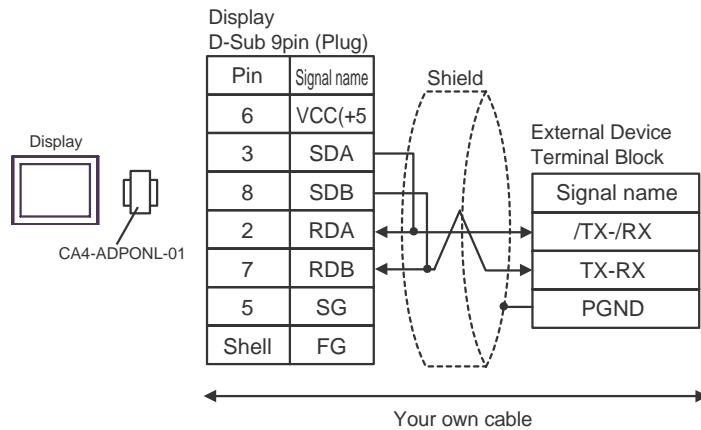 Display
D-Sub 9pin (Plug)
Pin Signal name
6 VCC(+5
3 SDA
8 SDB
2 RDA
7 RDB
5 SG
Shell FG
Shield
External Device
Terminal Block
Signal name
/TX-/RX
TX-RX
PGND
Display
CA4-ADPONL-01
Your own cable